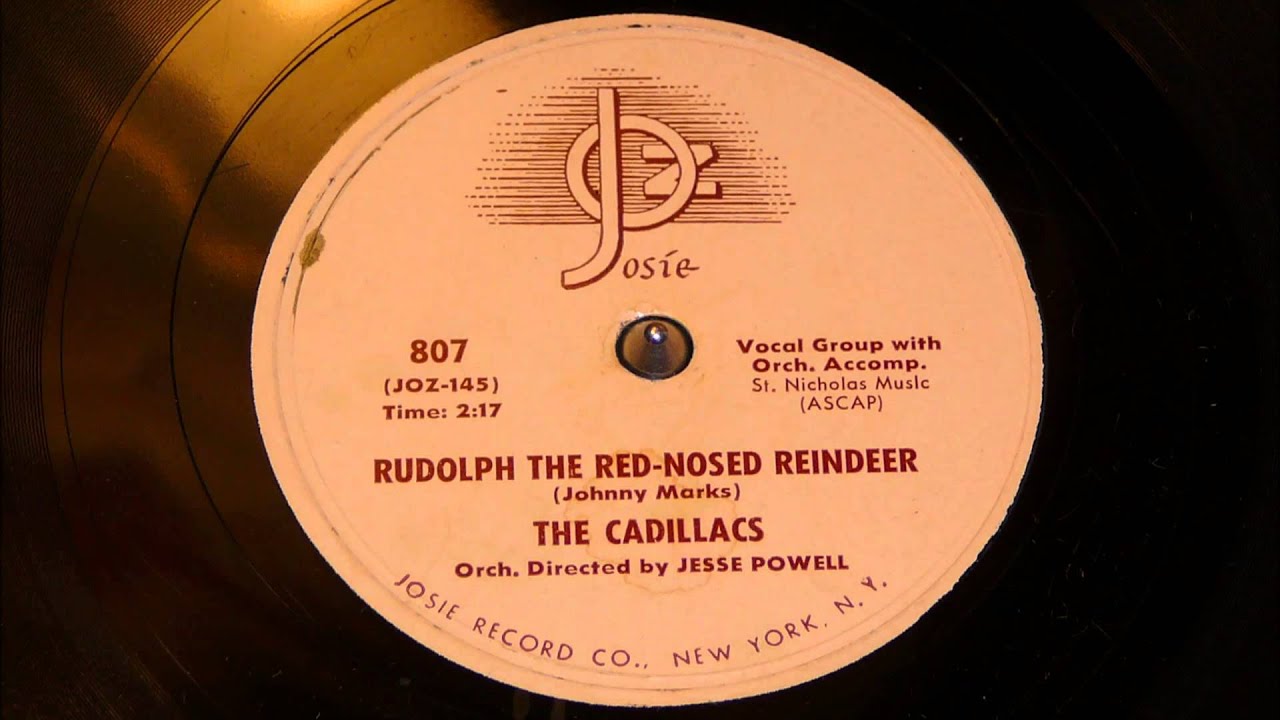 JOZ
Josie
807
(JOZ-145)
Time: 2:17
Vocal Group with
Orch. Accomp.
St. Nicholas Music
(ASCAP)
RUDOLPH THE RED-NOSED REINDEER
(Johnny Marks)
THE CADILLACS
Orch. Directed by JESSE POWELL
JOSIE RECORD CO., NEW YORK, N. Y.